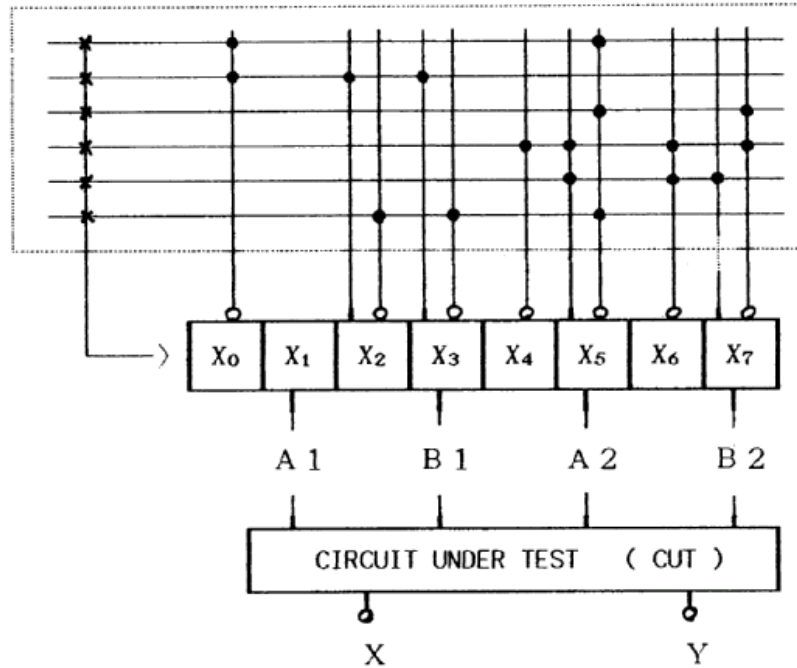 X0 X1 X2 X3 X4 X5 X6 X7
A 1 B 1 A 2 B 2
CIRCUIT UNDER TEST ( CUT )
X Y